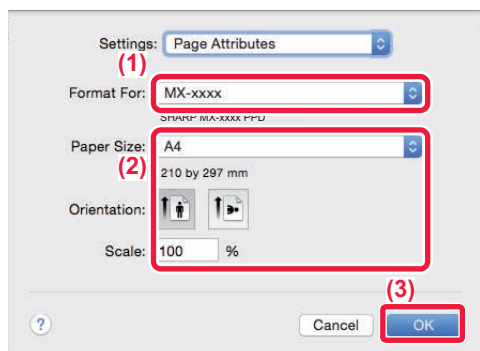 Settings: Page Attributes
(1)
Format For: MX-xxxx
SHARP MX-xxxx PPD
Paper Size: A4
(2)
210 by 297 mm
Orientation:
Scale: 100 %
(3)
? Cancel OK